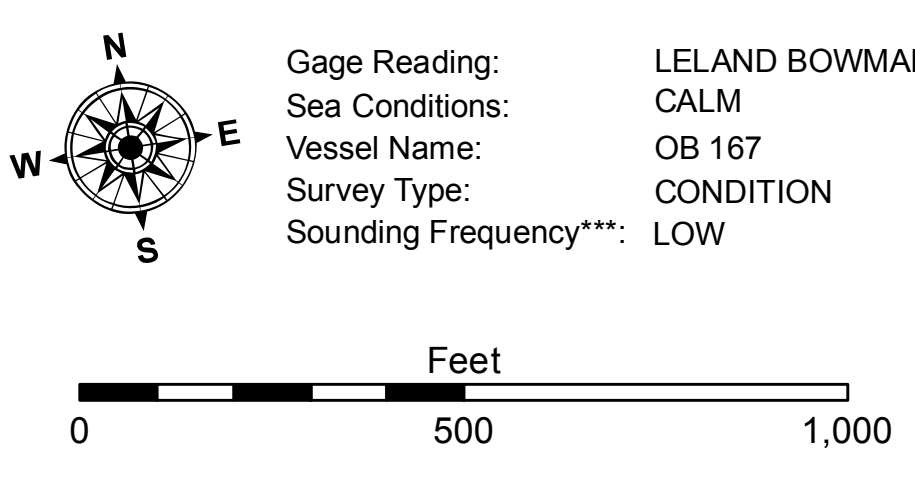 N
W
E
S
Gage Reading: LELAND BOWMAN
Sea Conditions: CALM
Vessel Name: OB 167
Survey Type: CONDITION
Sounding Frequency***: LOW
Feet
0 500 1,000